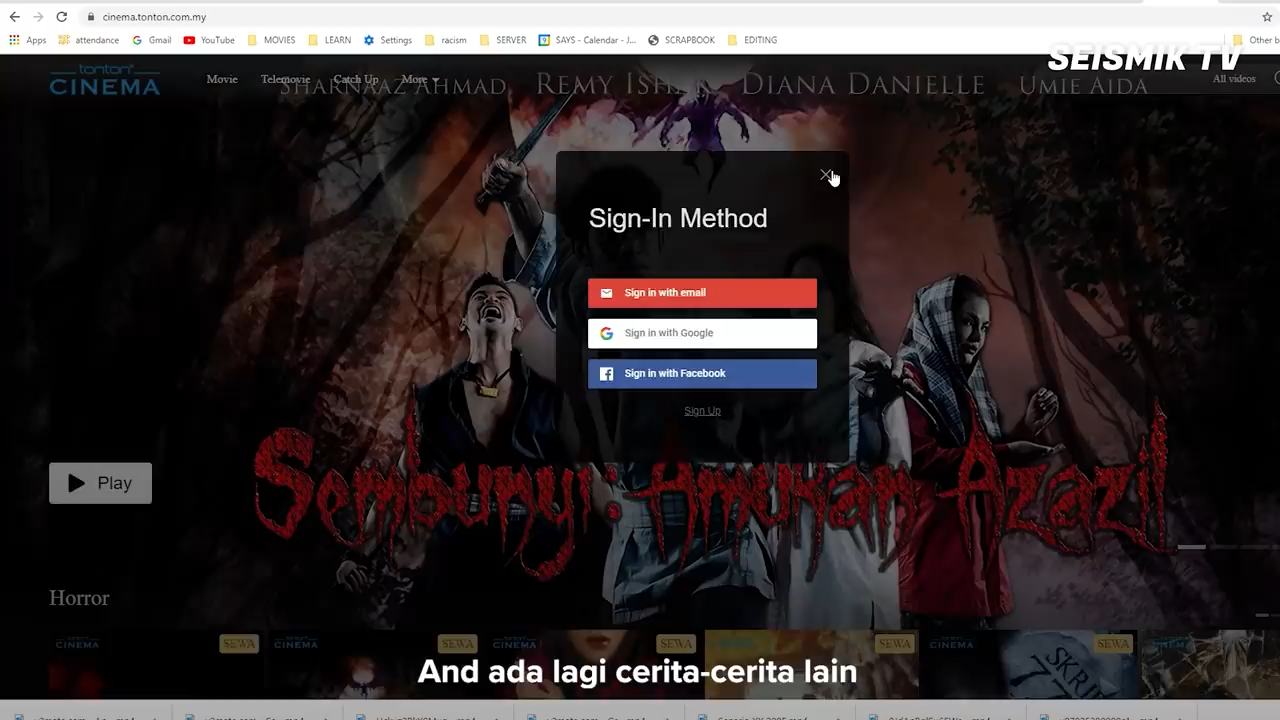 cinema.tonton.com.my
Apps attendance Gmail YouTube MOVIES LEARN Settings racism SERVER SAYS - Calendar - J... SCRAPBOOK EDITING Other b
SEISMIK TV
tonton
CINEMA
Movie Telemovie Catch Up More All videos
SHARNAAZ AHMAD REMY ISH DIANA DANIELLE UMIE AIDA
Sign-In Method
Sign in with email
Sign in with Google
Sign in with Facebook
Sign Up
Play
Sembunyi: Amukan Azazil
Horror
CINEMA SEWA CINEMA SEWA CINEMA SEWA SEWA CINEMA SEWA
And ada lagi cerita-cerita lain